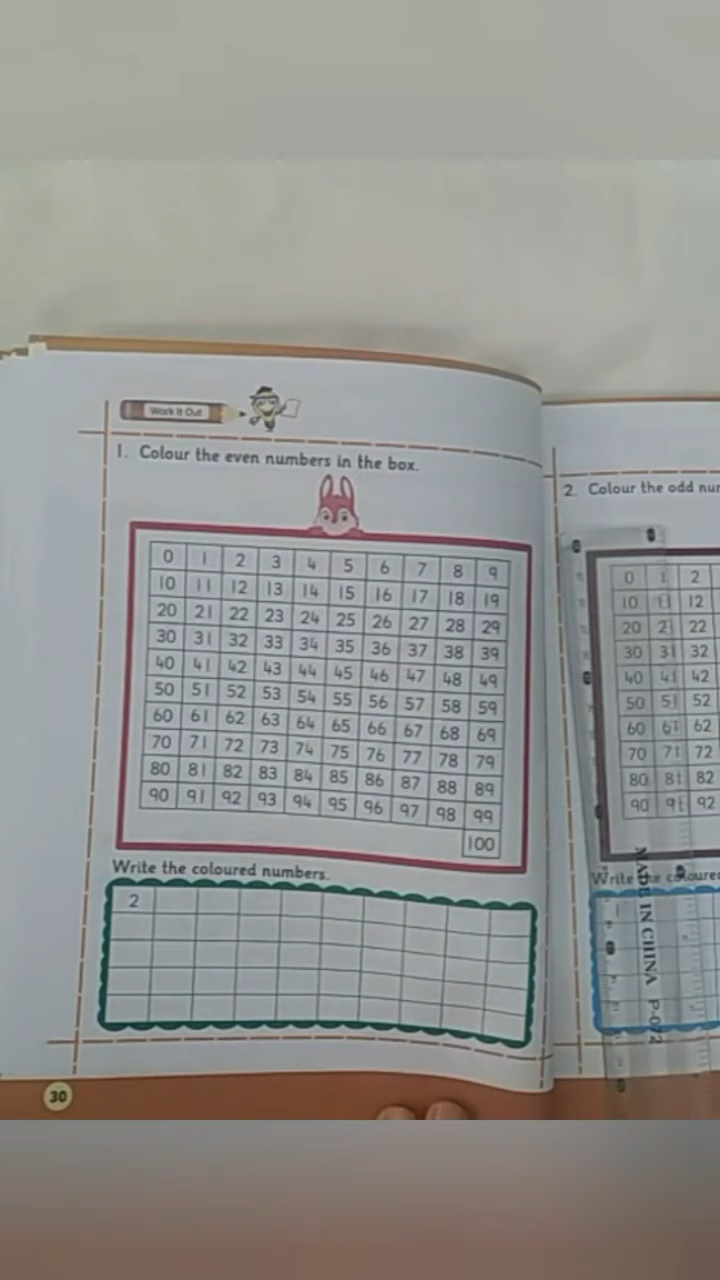 Work It Out
1. Colour the even numbers in the box.
0 1 2 3 4 5 6 7 8 9
10 11 12 13 14 15 16 17 18 19
20 21 22 23 24 25 26 27 28 29
30 31 32 33 34 35 36 37 38 39
40 41 42 43 44 45 46 47 48 49
50 51 52 53 54 55 56 57 58 59
60 61 62 63 64 65 66 67 68 69
70 71 72 73 74 75 76 77 78 79
80 81 82 83 84 85 86 87 88 89
90 91 92 93 94 95 96 97 98 99
100
Write the coloured numbers.
2
30
2. Colour the odd
0 1 2
10 11 12
20 21 22
30 31 32
40 41 42
50 51 52
60 61 62
70 71 72
80 81 82
90 91 92
Write the
1
MADE IN CHINA P-072